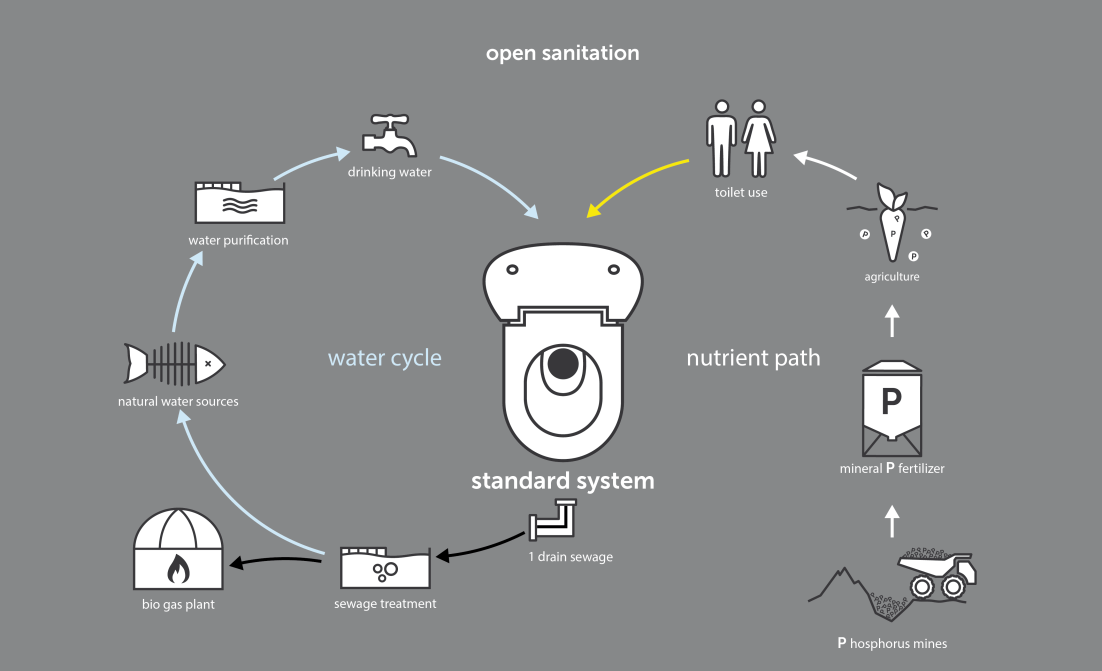 open sanitation
drinking water
toilet use
water purification
agriculture
P
P
P
P
P
water cycle
nutrient path
P
natural water sources
mineral P fertilizer
standard system
1 drain sewage
bio gas plant
sewage treatment
P hosphorus mines